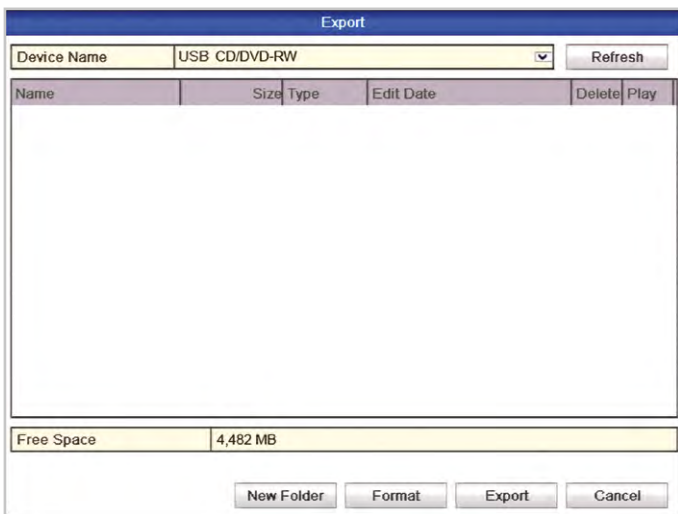 Export
Device Name USB CD/DVD-RW Refresh
Name Size Type Edit Date Delete Play
Free Space 4,482 MB
New Folder Format Export Cancel